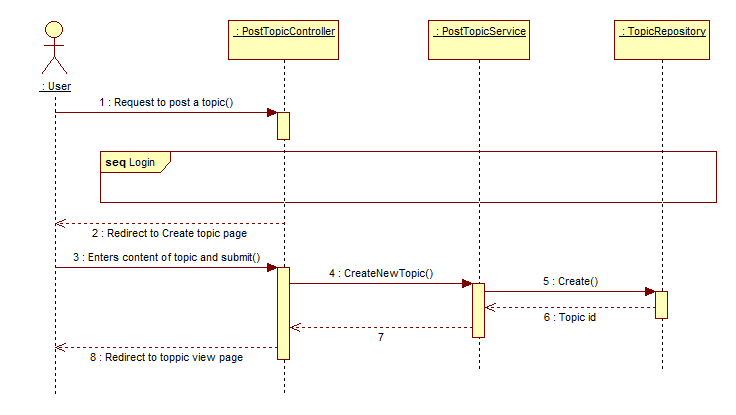 : PostTopicController
: PostTopicService
: TopicRepository
: User
1 : Request to post a topic()
seq Login
2 : Redirect to Create topic page
3 : Enters content of topic and submit()
4 : CreateNewTopic()
5 : Create()
6 : Topic id
7
8 : Redirect to toppic view page